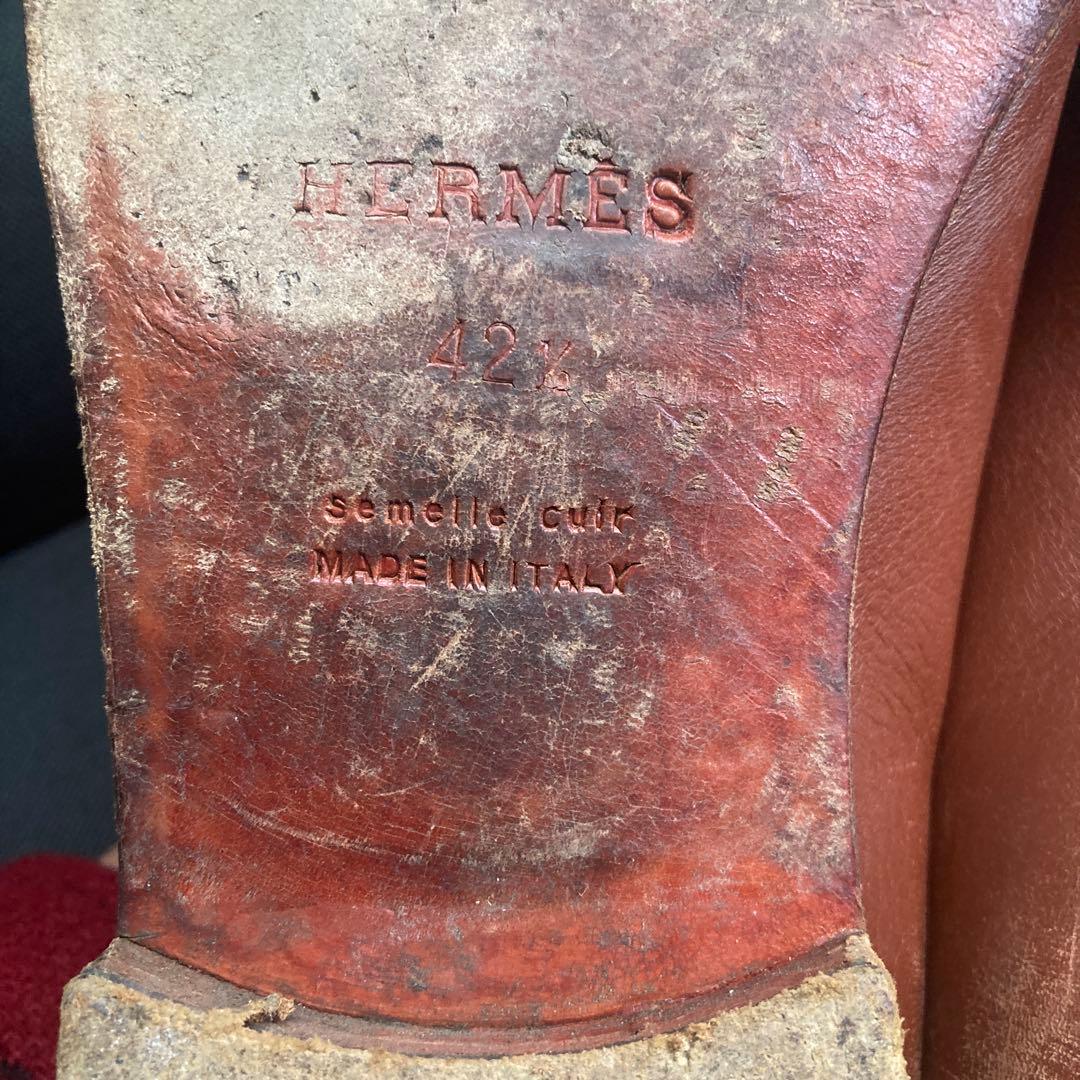 HERMÈS
42½
semelle cuir
MADE IN ITALY